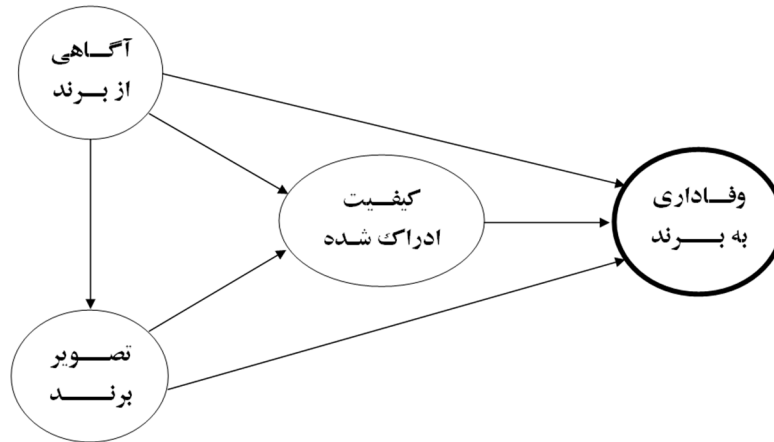 آگاهی
از برند
کیفیت
ادراک شده
وفاداری
به برند
تصویر
برند